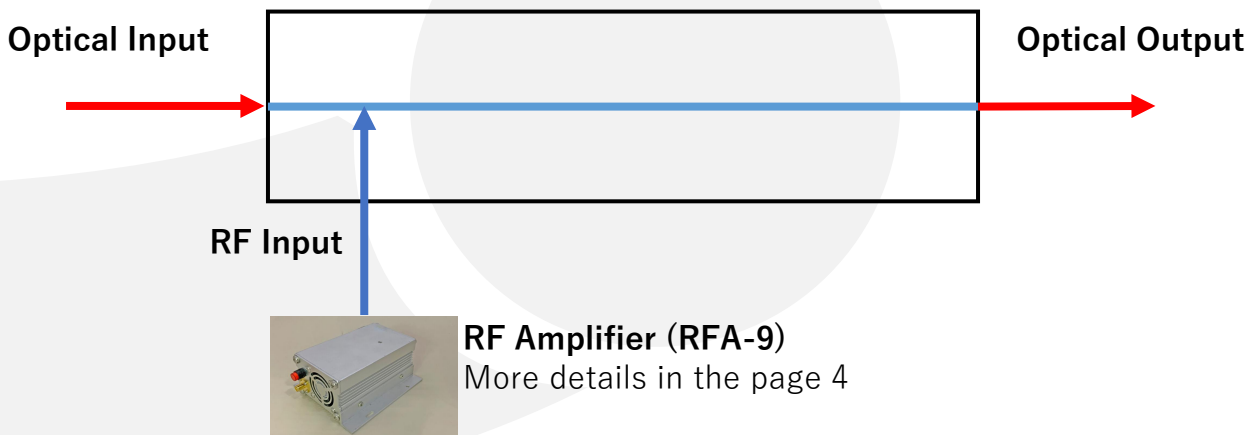 Optical Input
Optical Output
RF Input
RF Amplifier (RFA-9)
More details in the page 4